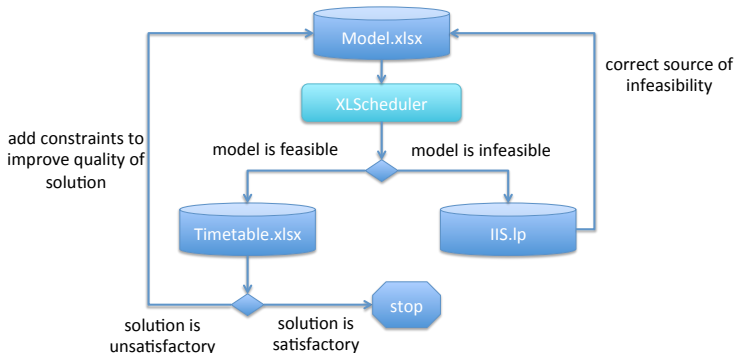 Model.xlsx
correct source of
infeasibility
XLScheduler
add constraints to
improve quality of
solution
model is feasible
model is infeasible
Timetable.xlsx
IIS.lp
stop
solution is
unsatisfactory
solution is
satisfactory